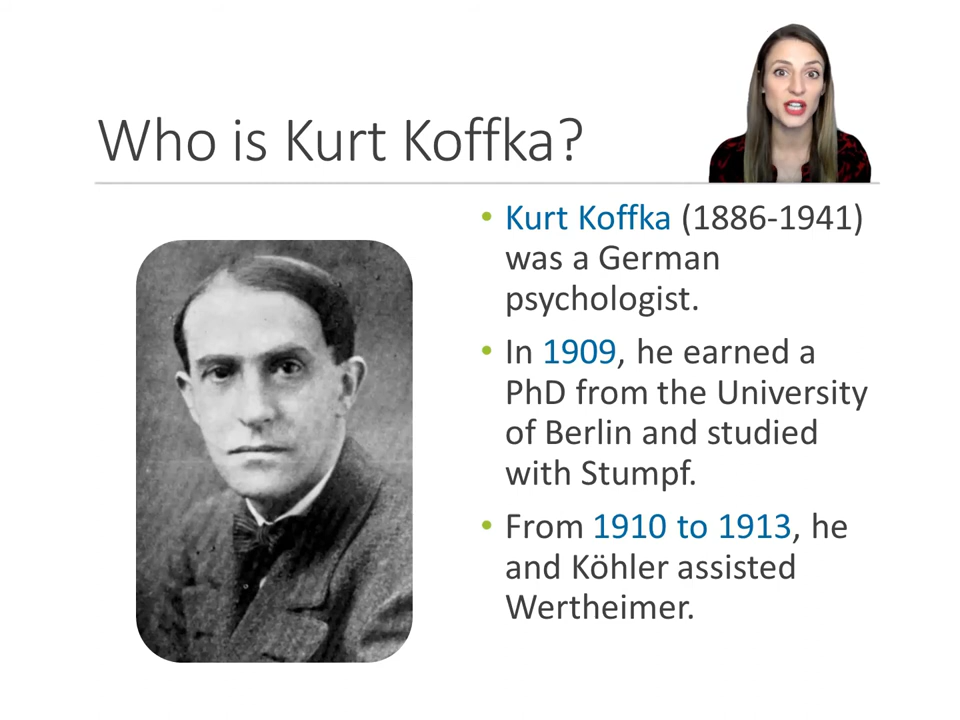 Who is Kurt Koffka?
• Kurt Koffka (1886-1941)
was a German
psychologist.
• In 1909, he earned a
PhD from the University
of Berlin and studied
with Stumpf.
• From 1910 to 1913, he
and Köhler assisted
Wertheimer.